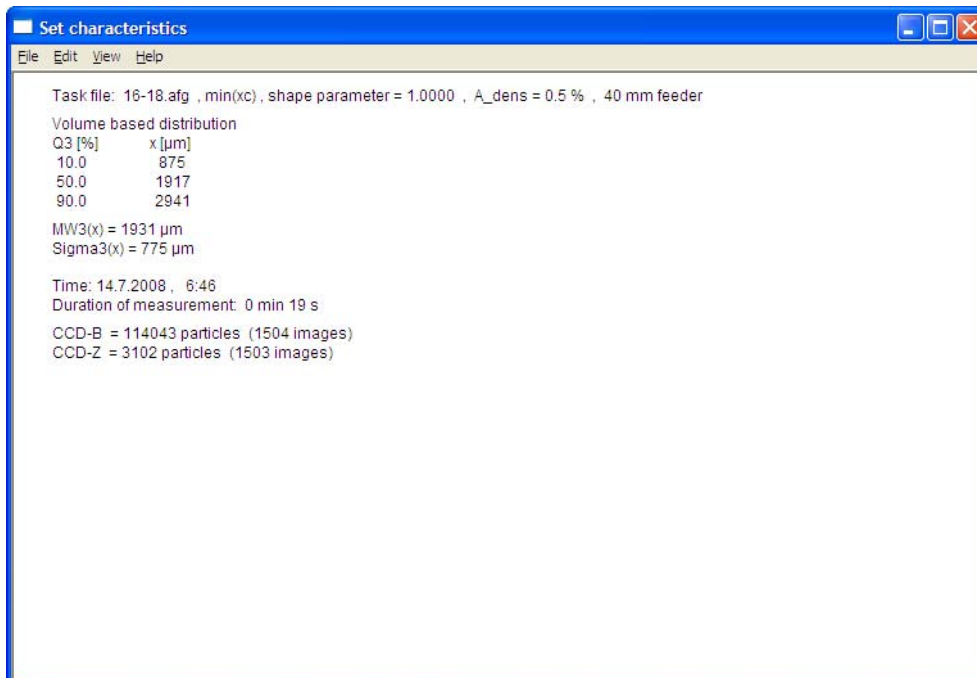 Set characteristics
File Edit View Help
Task file: 16-18.afg , min(xc) , shape parameter = 1.0000 , A_dens = 0.5 % , 40 mm feeder
Volume based distribution
Q3 [%] x [µm]
10.0 875
50.0 1917
90.0 2941
MW3(x) = 1931 µm
Sigma3(x) = 775 µm
Time: 14.7.2008 , 6:46
Duration of measurement: 0 min 19 s
CCD-B = 114043 particles (1504 images)
CCD-Z = 3102 particles (1503 images)